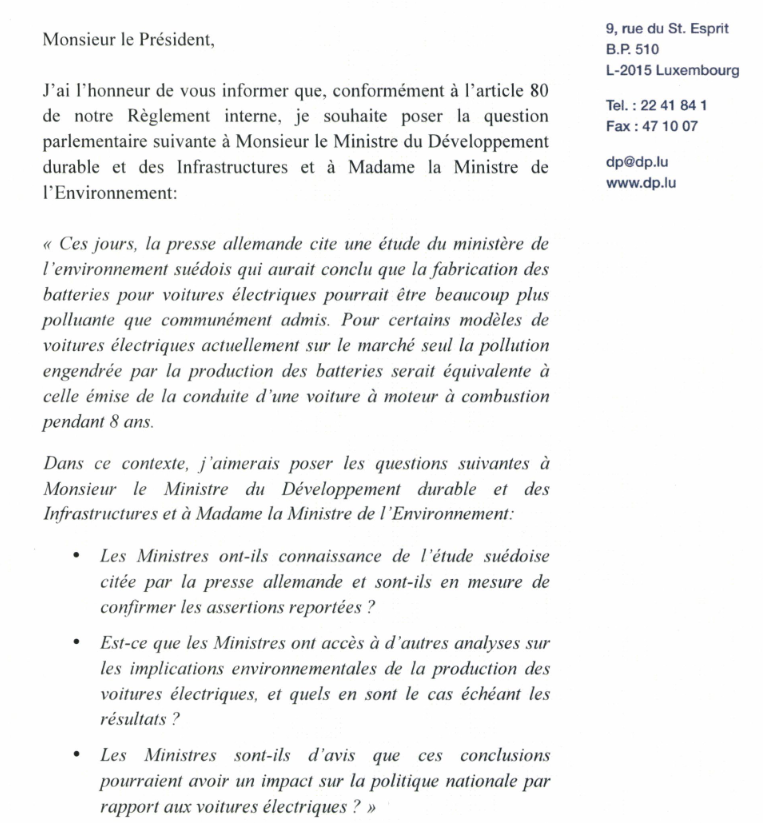 Monsieur le Président,
J'ai l'honneur de vous informer que, conformément à l'article 80
de notre Règlement interne, je souhaite poser la question
parlementaire suivante à Monsieur le Ministre du Développement
durable et des Infrastructures et à Madame la Ministre de
l'Environnement:
« Ces jours, la presse allemande cite une étude du ministère de
l'environnement suédois qui aurait conclu que la fabrication des
batteries pour voitures électriques pourrait être beaucoup plus
polluante que communément admis. Pour certains modèles de
voitures électriques actuellement sur le marché seul la pollution
engendrée par la production des batteries serait équivalente à
celle émise de la conduite d'une voiture à moteur à combustion
pendant 8 ans.
Dans ce contexte, j'aimerais poser les questions suivantes à
Monsieur le Ministre du Développement durable et des
Infrastructures et à Madame la Ministre de l'Environnement:
• Les Ministres ont-ils connaissance de l'étude suédoise
citée par la presse allemande et sont-ils en mesure de
confirmer les assertions reportées ?
• Est-ce que les Ministres ont accès à d'autres analyses sur
les implications environnementales de la production des
voitures électriques, et quels en sont le cas échéant les
résultats ?
• Les Ministres sont-ils d'avis que ces conclusions
pourraient avoir un impact sur la politique nationale par
rapport aux voitures électriques ? »
9, rue du St. Esprit
B.P. 510
L-2015 Luxembourg
Tel. : 22 41 84 1
Fax : 47 10 07
dp@dp.lu
www.dp.lu